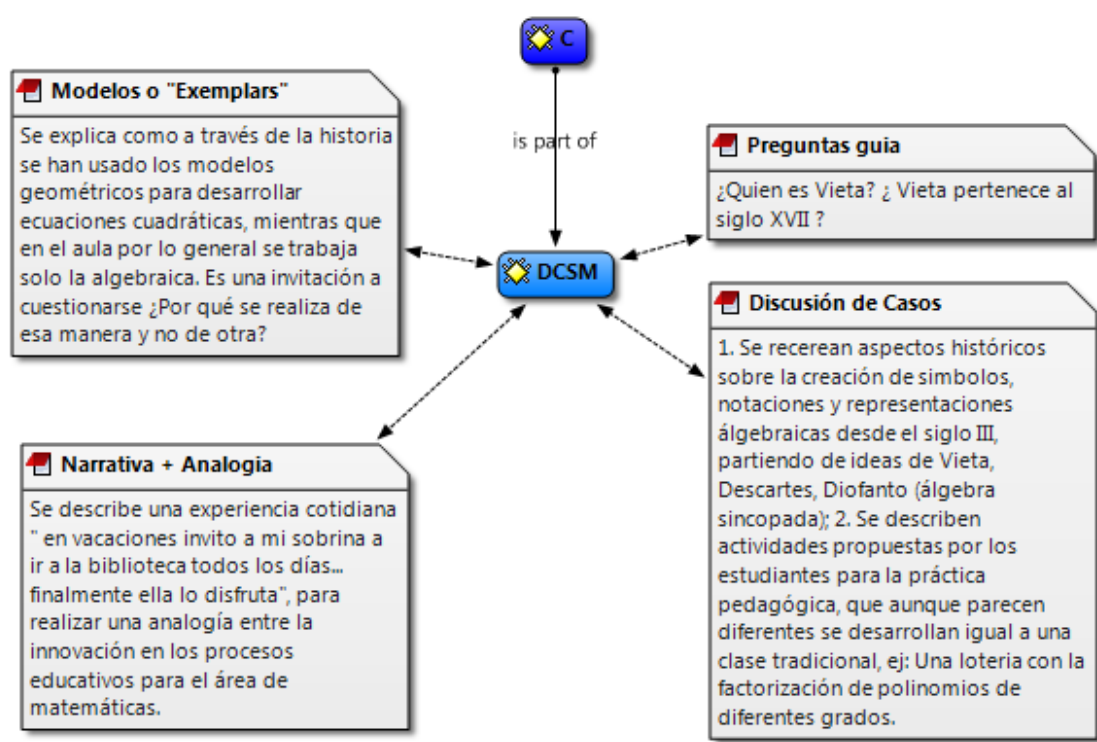 C
Modelos o "Exemplars"
Se explica como a través de la historia
se han usado los modelos
geométricos para desarrollar
ecuaciones cuadráticas, mientras que
en el aula por lo general se trabaja
solo la algebraica. Es una invitación a
cuestionarse ¿Por qué se realiza de
esa manera y no de otra?
is part of
Preguntas guia
¿Quien es Vieta? ¿ Vieta pertenece al
siglo XVII ?
DCSM
Discusión de Casos
1. Se recerean aspectos históricos
sobre la creación de simbolos,
notaciones y representaciones
álgebraicas desde el siglo III,
partiendo de ideas de Vieta,
Descartes, Diofanto (álgebra
sincopada); 2. Se describen
actividades propuestas por los
estudiantes para la práctica
pedagógica, que aunque parecen
diferentes se desarrollan igual a una
clase tradicional, ej: Una loteria con la
factorización de polinomios de
diferentes grados.
Narrativa + Analogia
Se describe una experiencia cotidiana
" en vacaciones invito a mi sobrina a
ir a la biblioteca todos los días...
finalmente ella lo disfruta", para
realizar una analogía entre la
innovación en los procesos
educativos para el área de
matemáticas.